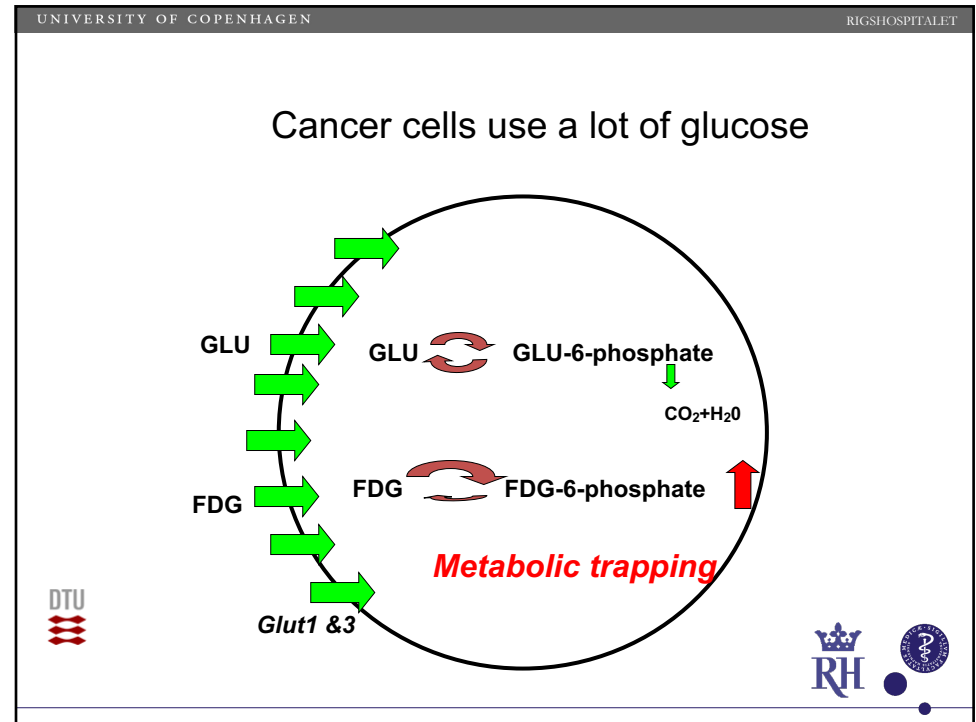 UNIVERSITY OF COPENHAGEN RIGSHOSPITALET
Cancer cells use a lot of glucose
GLU GLU GLU-6-phosphate
CO₂+H₂0
FDG FDG FDG-6-phosphate
Metabolic trapping
Glut1 &3
DTU
RH